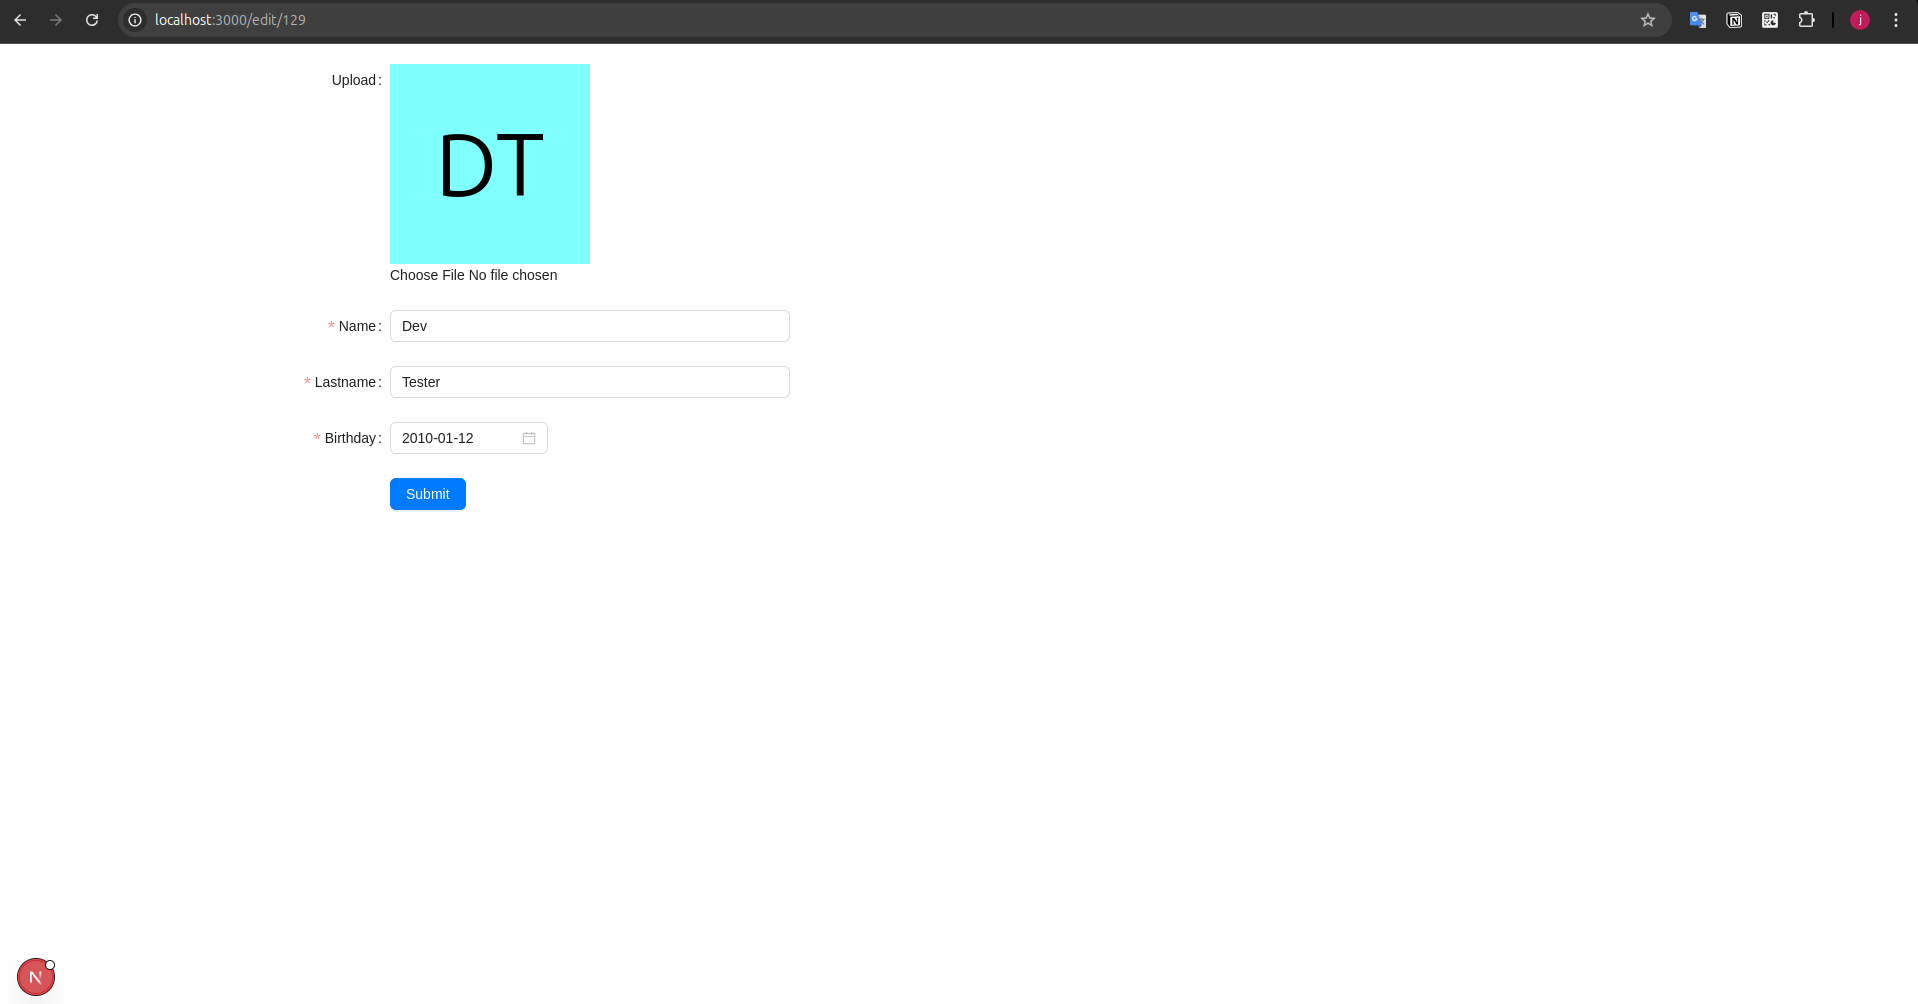 localhost:3000/edit/129
j
Upload:
DT
Choose File No file chosen
* Name:
Dev
* Lastname:
Tester
* Birthday:
2010-01-12
Submit
N